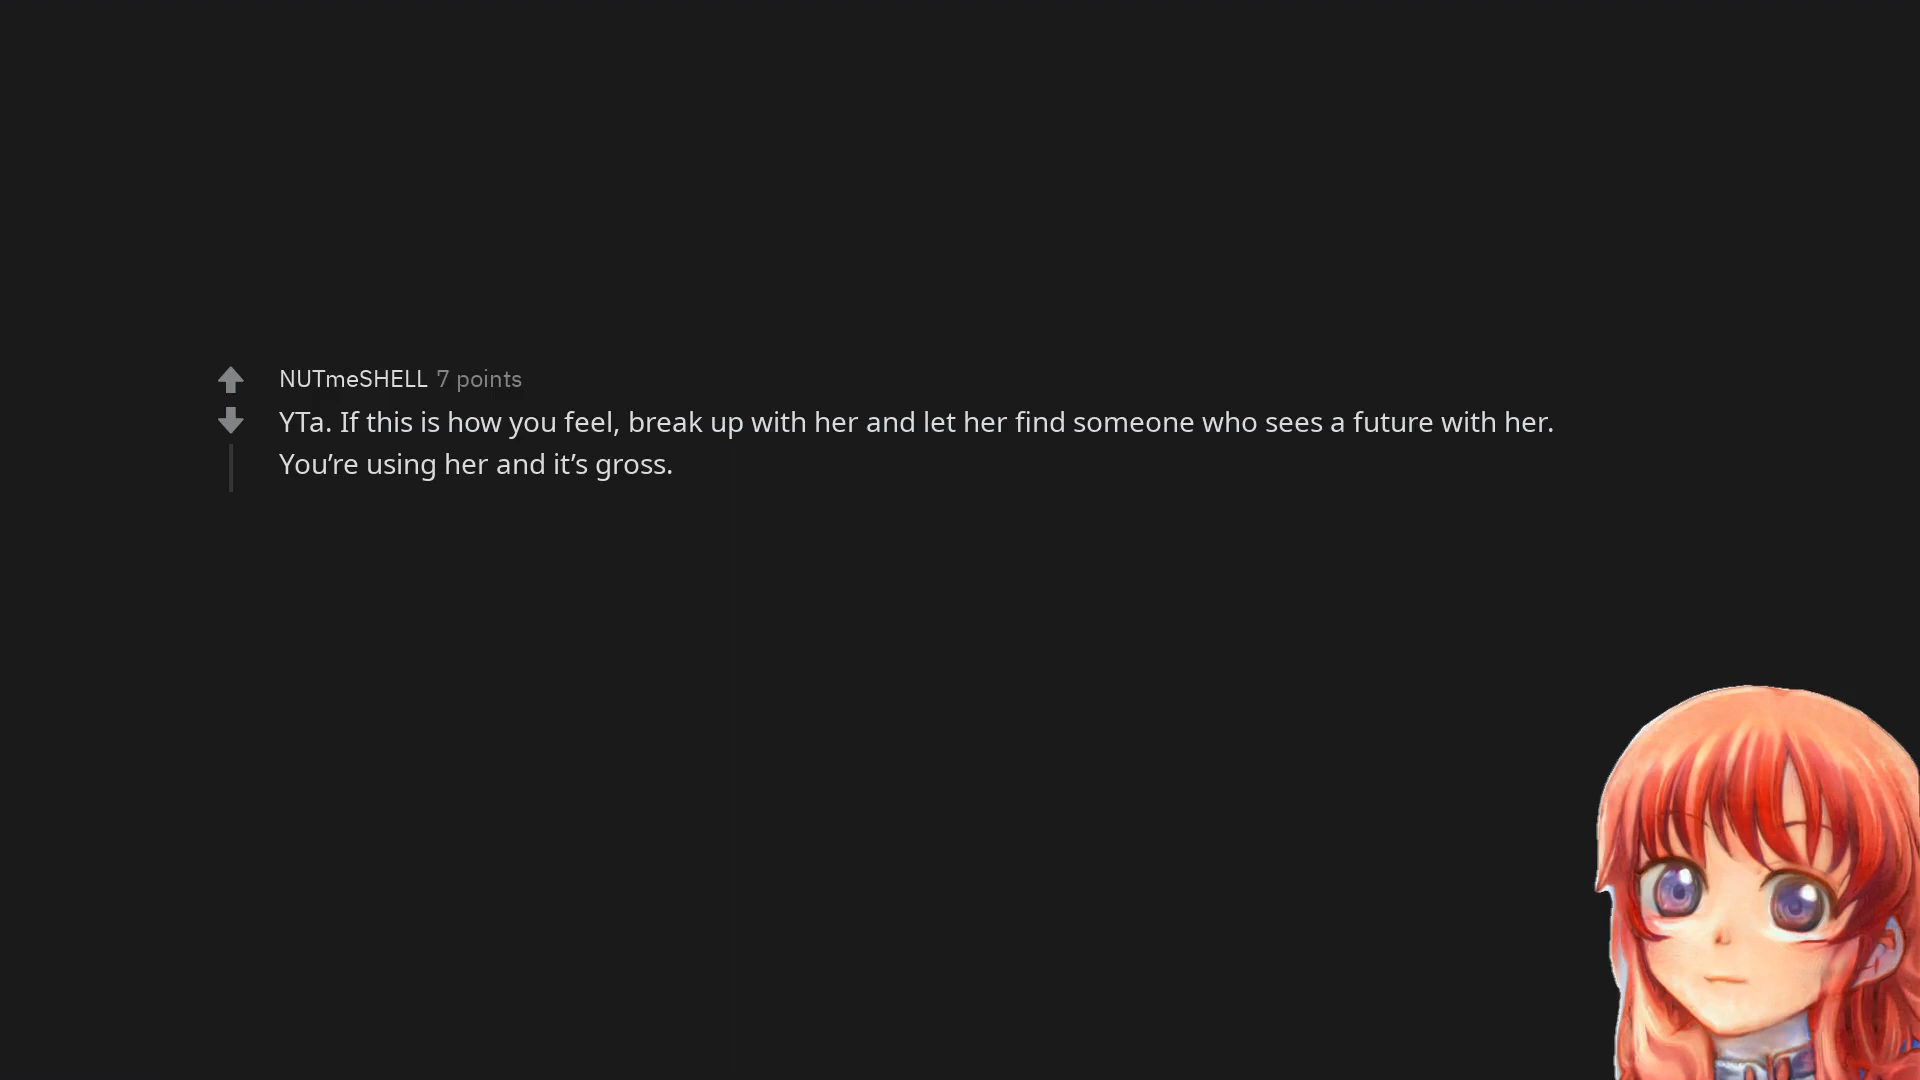 NUTmeSHELL 7 points
YTa. If this is how you feel, break up with her and let her find someone who sees a future with her.
You’re using her and it’s gross.